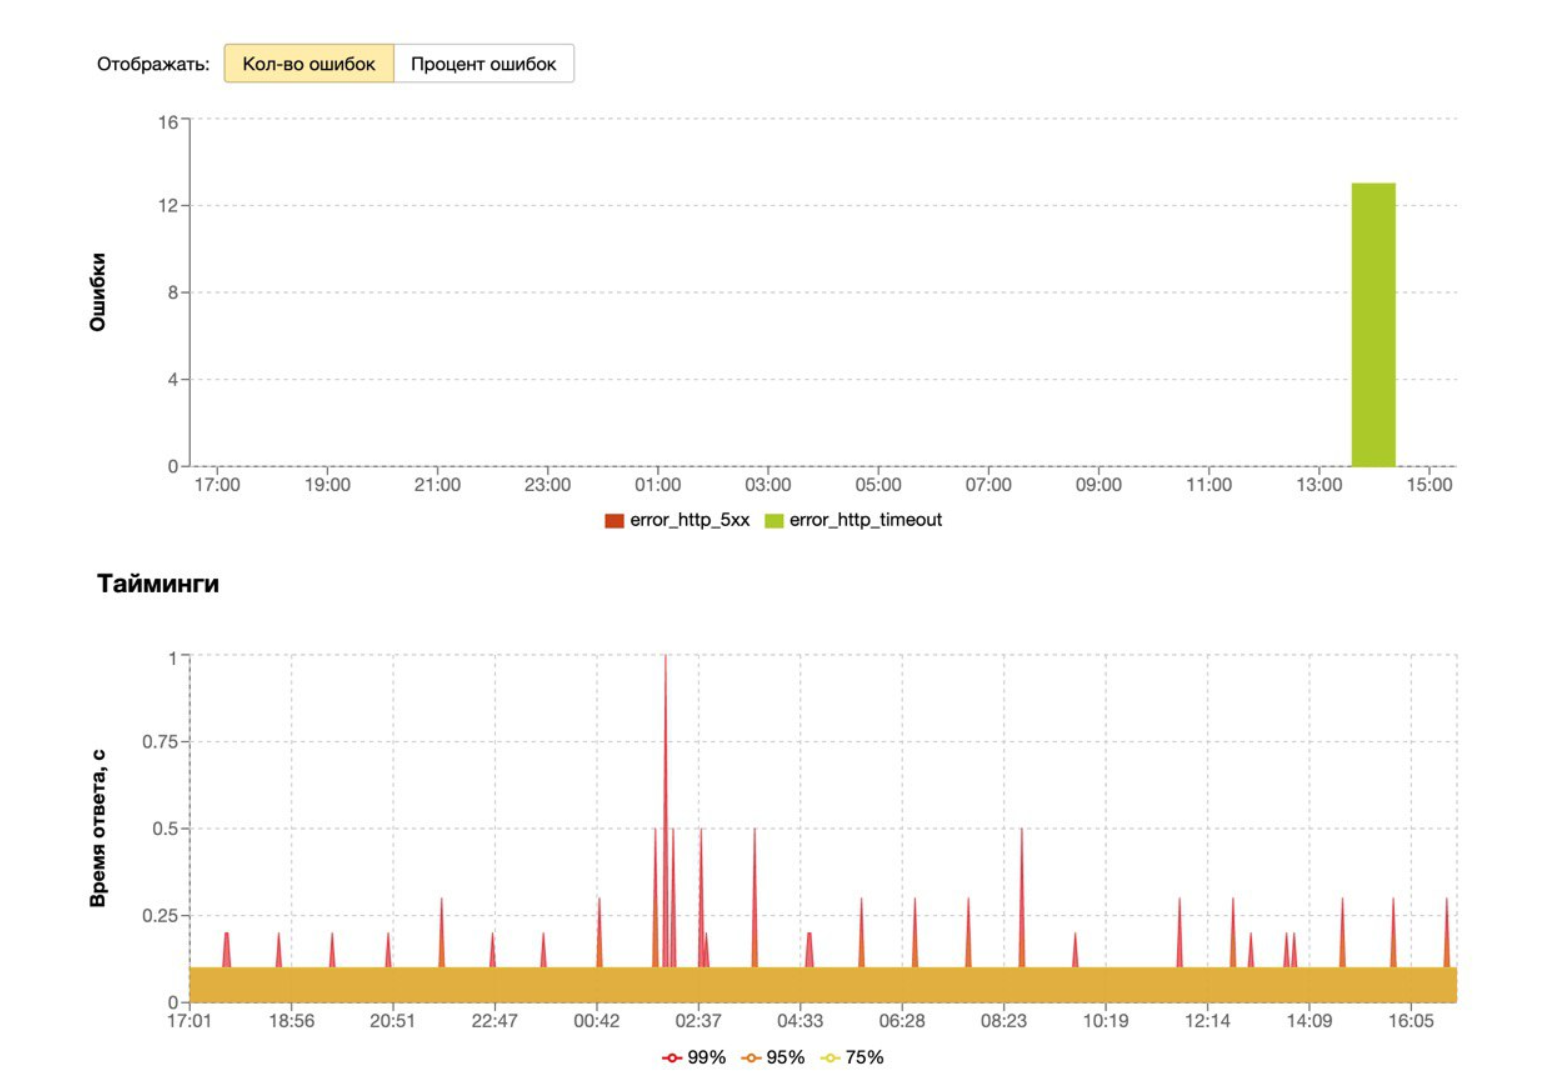 Отображать: Кол-во ошибок Процент ошибок
16
12
8
4
0
Ошибки
17:00 19:00 21:00 23:00 01:00 03:00 05:00 07:00 09:00 11:00 13:00 15:00
error_http_5xx error_http_timeout
Тайминги
1
0.75
0.5
0.25
0
Время ответа, с
17:01 18:56 20:51 22:47 00:42 02:37 04:33 06:28 08:23 10:19 12:14 14:09 16:05
99% 95% 75%